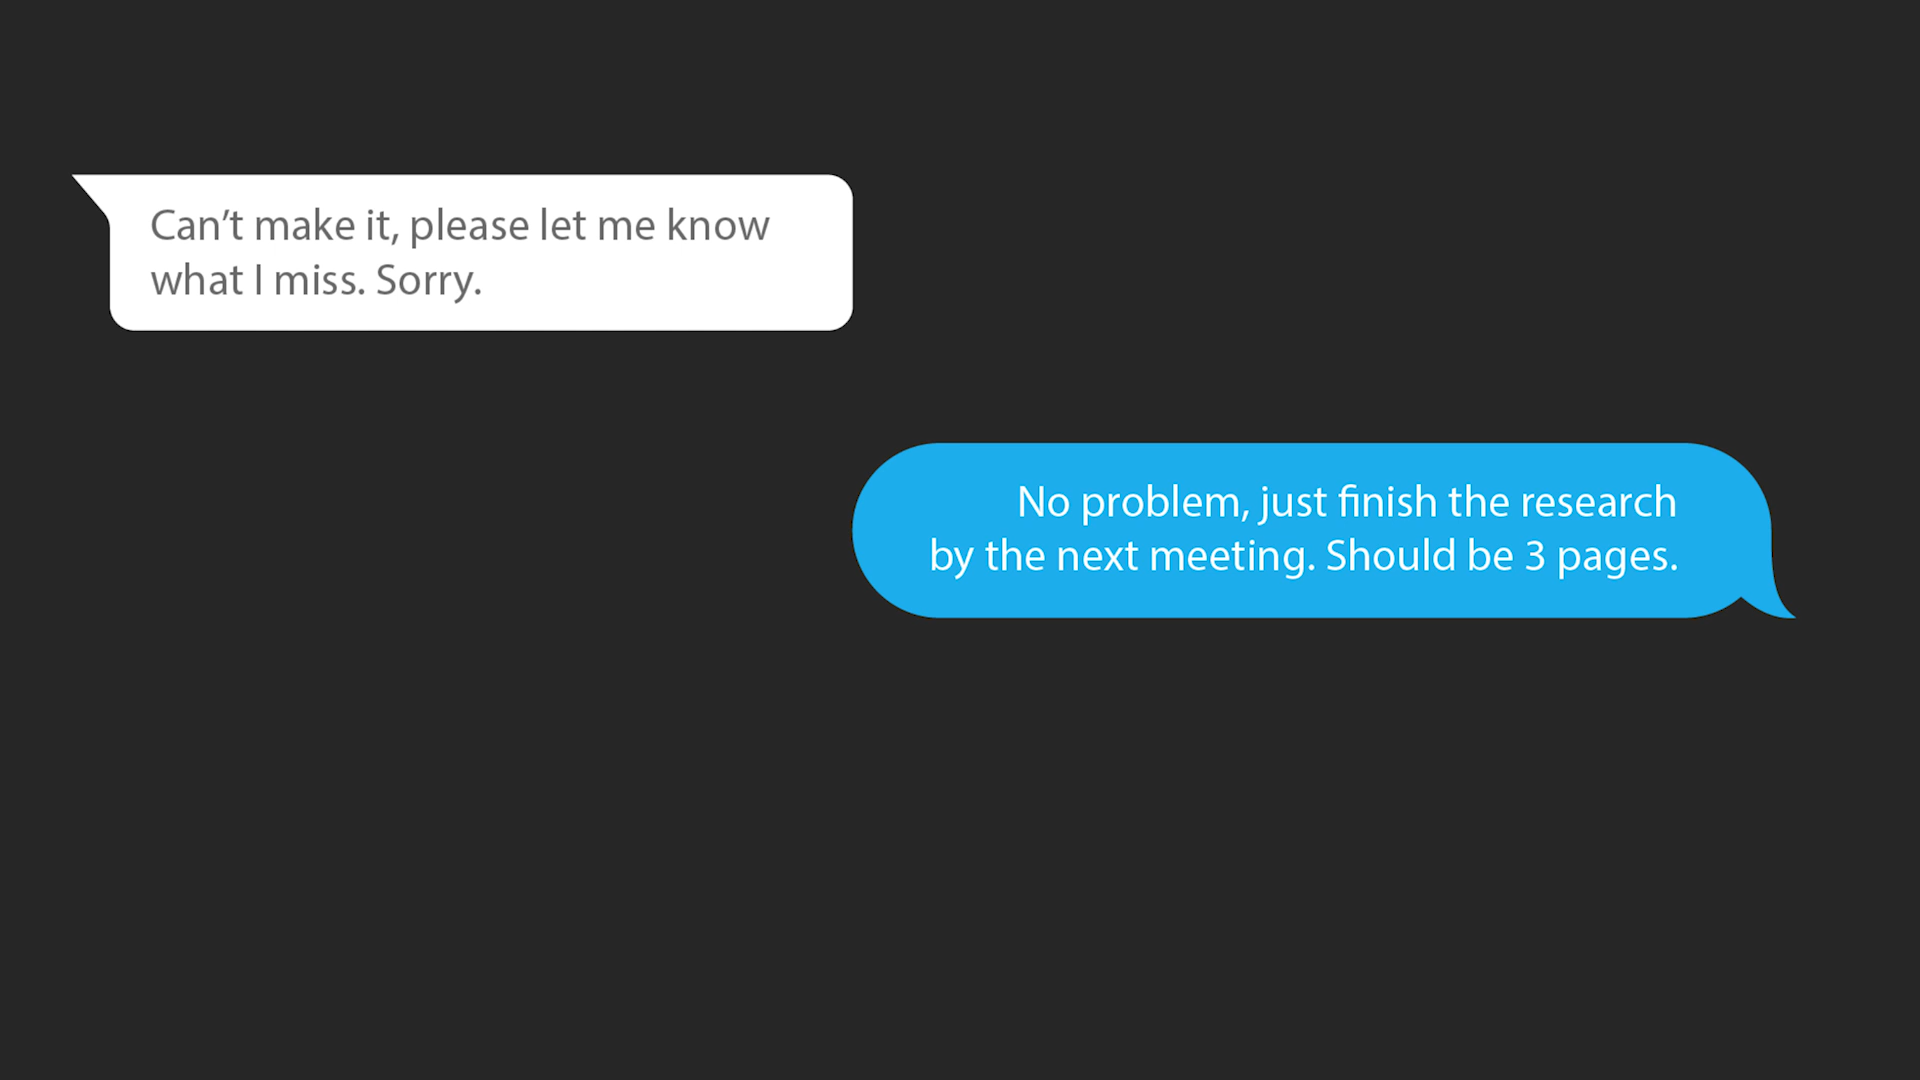 Can’t make it, please let me know
what I miss. Sorry.
No problem, just finish the research
by the next meeting. Should be 3 pages.